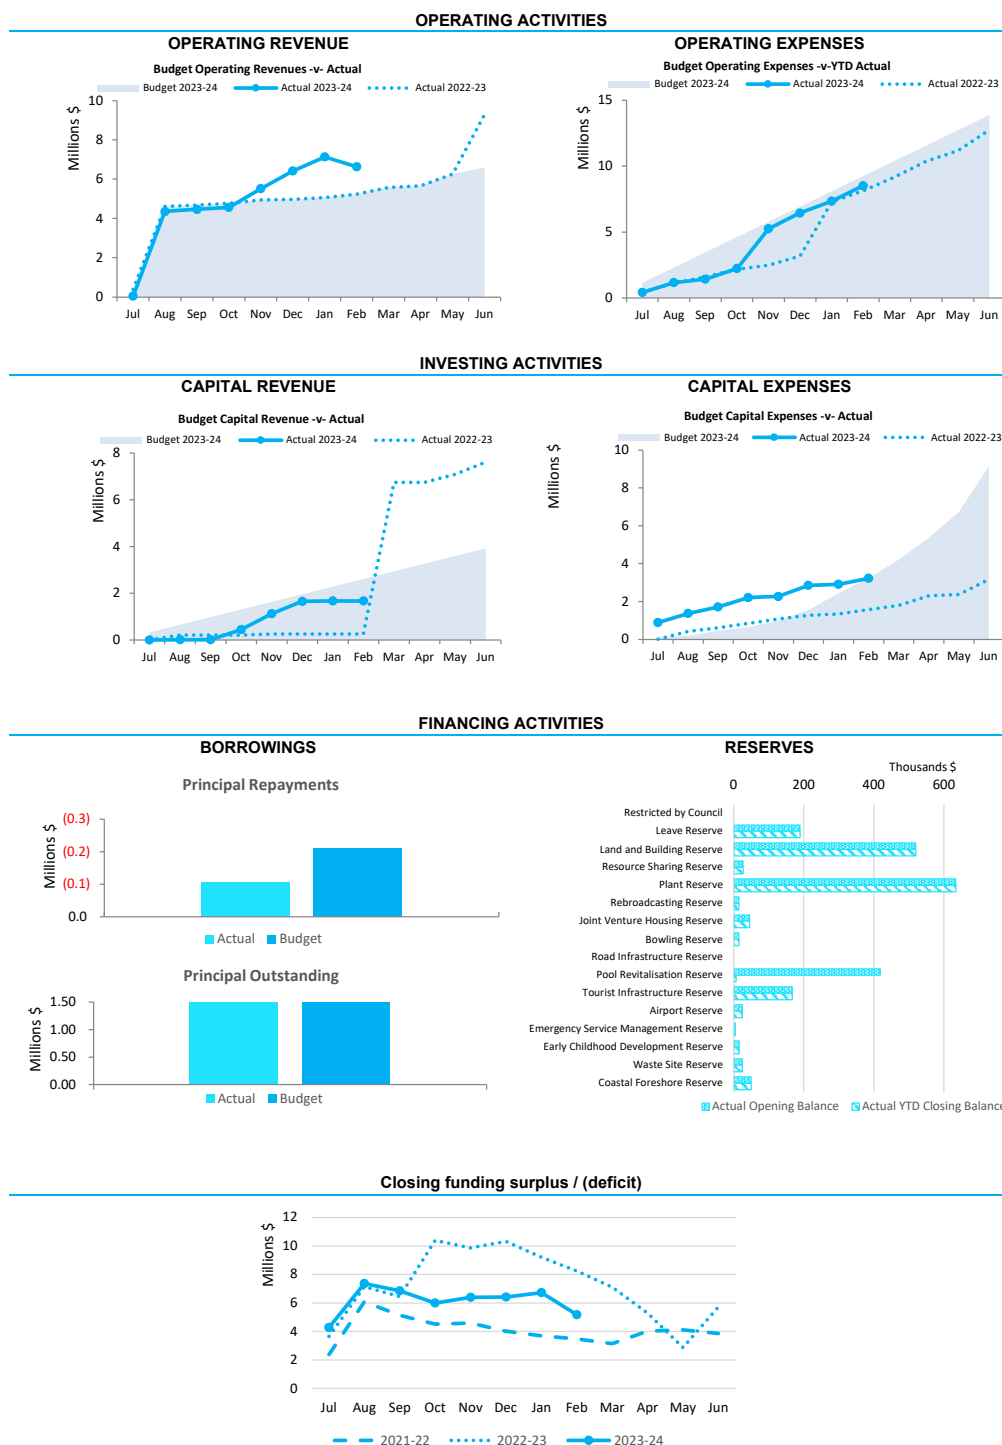 OPERATING ACTIVITIES
OPERATING REVENUE
Budget Operating Revenues -v- Actual
Budget 2023-24 Actual 2023-24 Actual 2022-23
Millions $
10
8
6
4
2
0
Jul Aug Sep Oct Nov Dec Jan Feb Mar Apr May Jun
OPERATING EXPENSES
Budget Operating Expenses -v-YTD Actual
Budget 2023-24 Actual 2023-24 Actual 2022-23
Millions $
15
10
5
0
Jul Aug Sep Oct Nov Dec Jan Feb Mar Apr May Jun
INVESTING ACTIVITIES
CAPITAL REVENUE
Budget Capital Revenue -v- Actual
Budget 2023-24 Actual 2023-24 Actual 2022-23
Millions $
8
6
4
2
0
Jul Aug Sep Oct Nov Dec Jan Feb Mar Apr May Jun
CAPITAL EXPENSES
Budget Capital Expenses -v- Actual
Budget 2023-24 Actual 2023-24 Actual 2022-23
Millions $
10
8
6
4
2
0
Jul Aug Sep Oct Nov Dec Jan Feb Mar Apr May Jun
FINANCING ACTIVITIES
BORROWINGS
Principal Repayments
Millions $
(0.3)
(0.2)
(0.1)
0.0
Actual Budget
Principal Outstanding
Millions $
1.50
1.00
0.50
0.00
Actual Budget
RESERVES
Thousands $
0 200 400 600
Restricted by Council
Leave Reserve
Land and Building Reserve
Resource Sharing Reserve
Plant Reserve
Rebroadcasting Reserve
Joint Venture Housing Reserve
Bowling Reserve
Road Infrastructure Reserve
Pool Revitalisation Reserve
Tourist Infrastructure Reserve
Airport Reserve
Emergency Service Management Reserve
Early Childhood Development Reserve
Waste Site Reserve
Coastal Foreshore Reserve
Actual Opening Balance Actual YTD Closing Balance
Closing funding surplus / (deficit)
Millions $
12
10
8
6
4
2
0
Jul Aug Sep Oct Nov Dec Jan Feb Mar Apr May Jun
2021-22 2022-23 2023-24